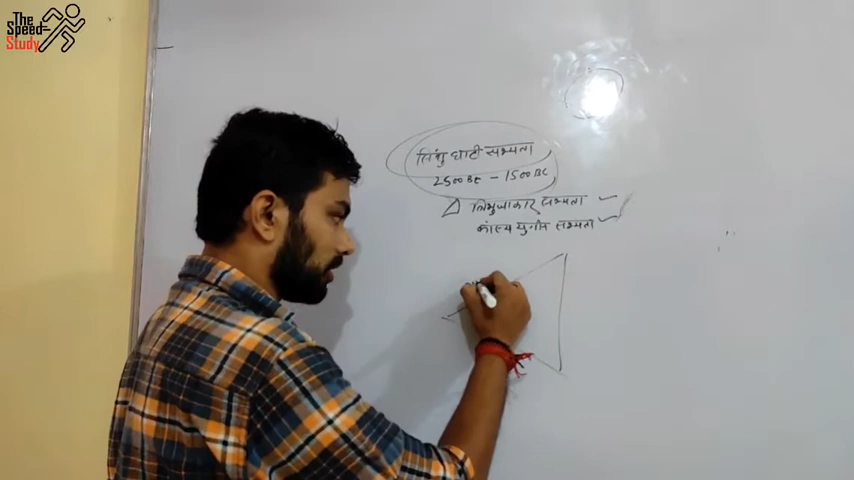 The
Speed
Study
सिंधु घाटी सभ्यता
2500 BC - 1500 BC
त्रिभुजाकार सभ्यता
कांस्य युगीन सभ्यता